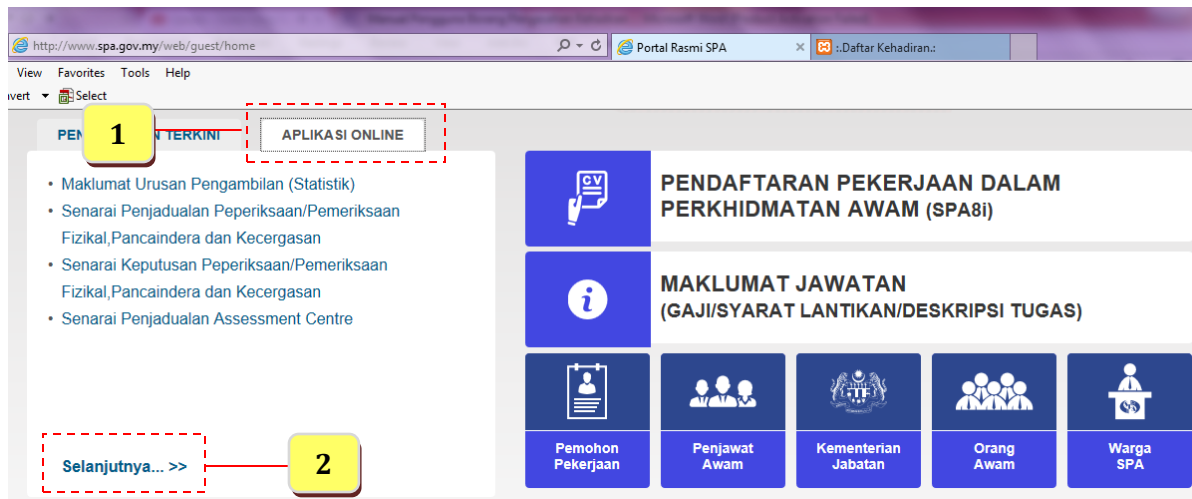 http://www.spa.gov.my/web/guest/home
Portal Rasmi SPA
:.Daftar Kehadiran.:
View Favorites Tools Help
Select
1
TERKINI
APLIKASI ONLINE
• Maklumat Urusan Pengambilan (Statistik)
• Senarai Penjadualan Peperiksaan/Pemeriksaan
Fizikal,Pancaindera dan Kecergasan
• Senarai Keputusan Peperiksaan/Pemeriksaan
Fizikal,Pancaindera dan Kecergasan
• Senarai Penjadualan Assessment Centre
Selanjutnya... >>
2
CV
PENDAFTARAN PEKERJAAN DALAM
PERKHIDMATAN AWAM (SPA8i)
i
MAKLUMAT JAWATAN
(GAJI/SYARAT LANTIKAN/DESKRIPSI TUGAS)
Pemohon
Pekerjaan
Penjawat
Awam
Kementerian
Jabatan
Orang
Awam
Warga
SPA